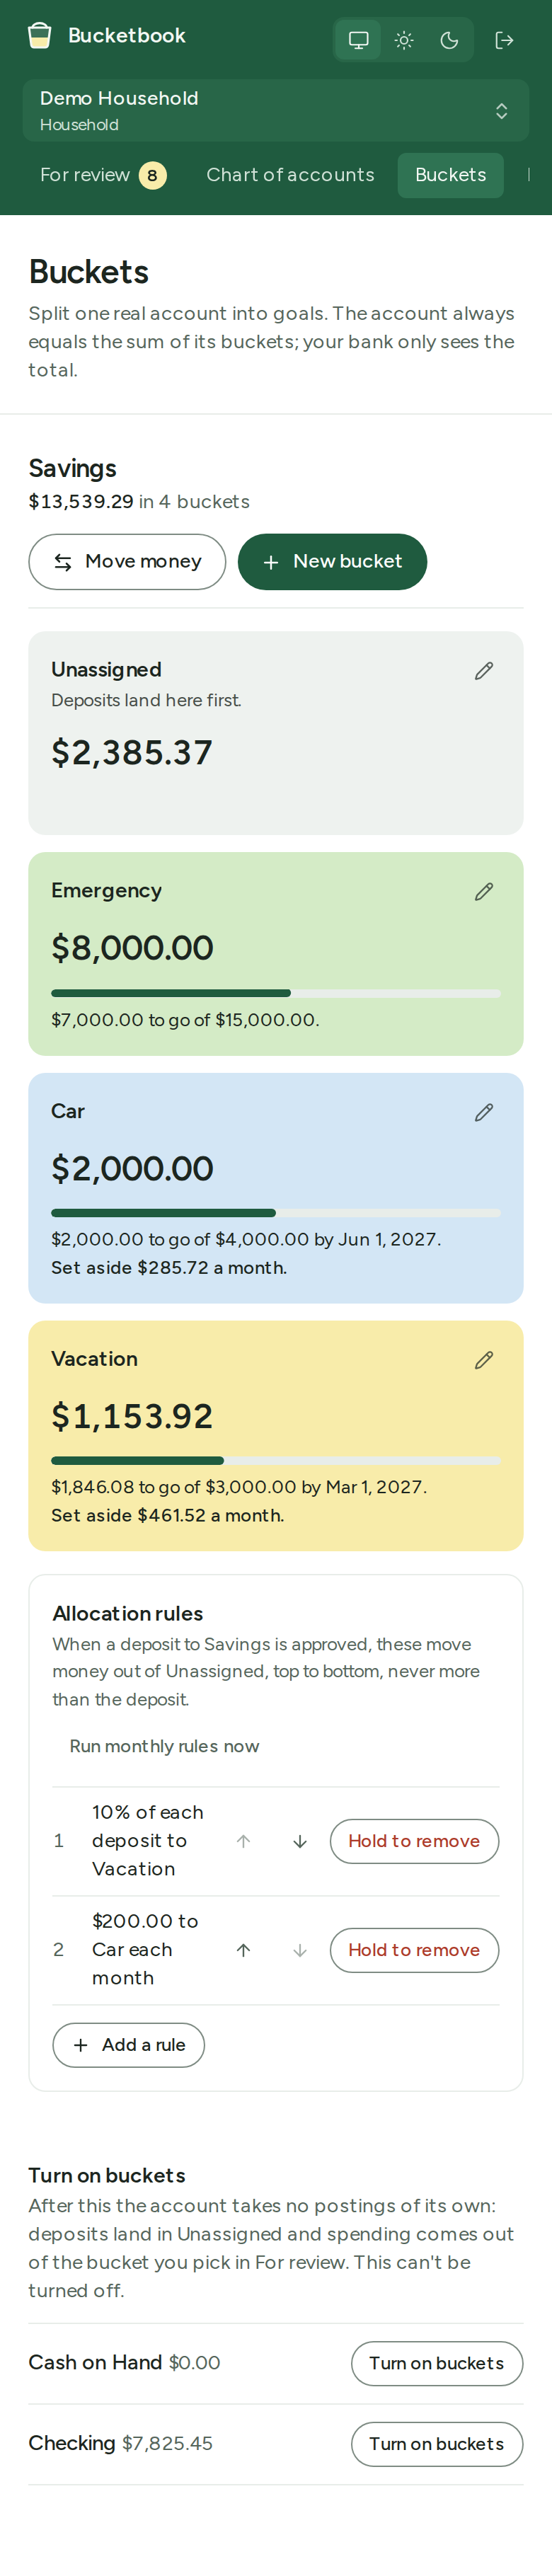 Bucketbook
Demo Household
Household
For review 8 Chart of accounts Buckets
Buckets
Split one real account into goals. The account always
equals the sum of its buckets; your bank only sees the
total.
Savings
$13,539.29 in 4 buckets
Move money New bucket
Unassigned
Deposits land here first.
$2,385.37
Emergency
$8,000.00
$7,000.00 to go of $15,000.00.
Car
$2,000.00
$2,000.00 to go of $4,000.00 by Jun 1, 2027.
Set aside $285.72 a month.
Vacation
$1,153.92
$1,846.08 to go of $3,000.00 by Mar 1, 2027.
Set aside $461.52 a month.
Allocation rules
When a deposit to Savings is approved, these move
money out of Unassigned, top to bottom, never more
than the deposit.
Run monthly rules now
1 10% of each
deposit to
Vacation
Hold to remove
2 $200.00 to
Car each
month
Hold to remove
Add a rule
Turn on buckets
After this the account takes no postings of its own:
deposits land in Unassigned and spending comes out
of the bucket you pick in For review. This can't be
turned off.
Cash on Hand $0.00 Turn on buckets
Checking $7,825.45 Turn on buckets